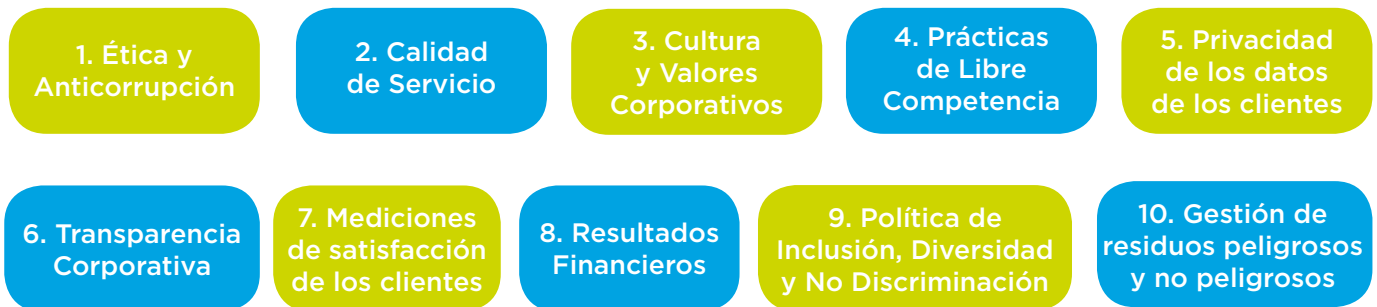 1. Ética y
Anticorrupción
2. Calidad
de Servicio
3. Cultura
y Valores
Corporativos
4. Prácticas
de Libre
Competencia
5. Privacidad
de los datos
de los clientes
6. Transparencia
Corporativa
7. Mediciones
de satisfacción
de los clientes
8. Resultados
Financieros
9. Política de
Inclusión, Diversidad
y No Discriminación
10. Gestión de
residuos peligrosos
y no peligrosos